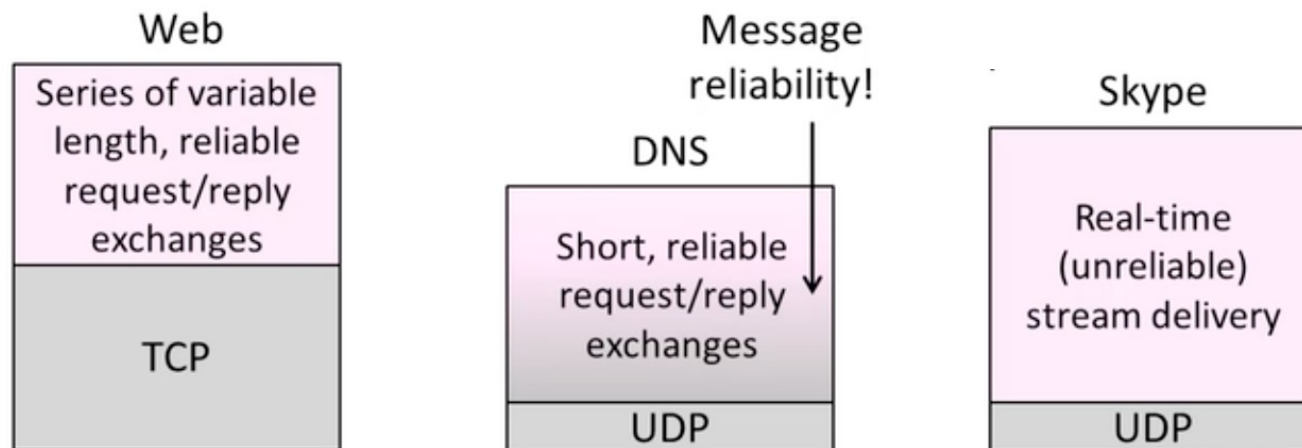 Web
Series of variable
length, reliable
request/reply
exchanges
TCP
Message
reliability!
DNS
Short, reliable
request/reply
exchanges
UDP
Skype
Real-time
(unreliable)
stream delivery
UDP